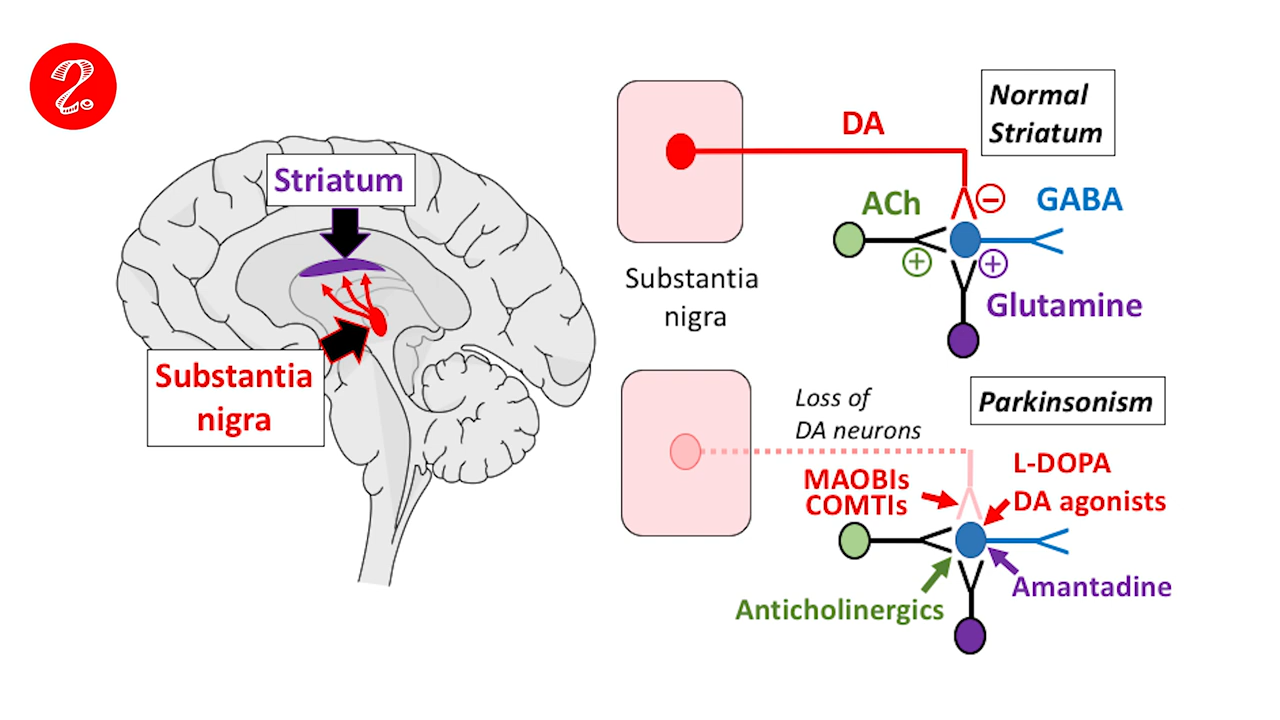 2.
Striatum
Substantia
nigra
DA
Normal
Striatum
ACh
GABA
−
+
+
Glutamine
Substantia
nigra
Loss of
DA neurons
Parkinsonism
MAOBIs
COMTIs
L-DOPA
DA agonists
Amantadine
Anticholinergics